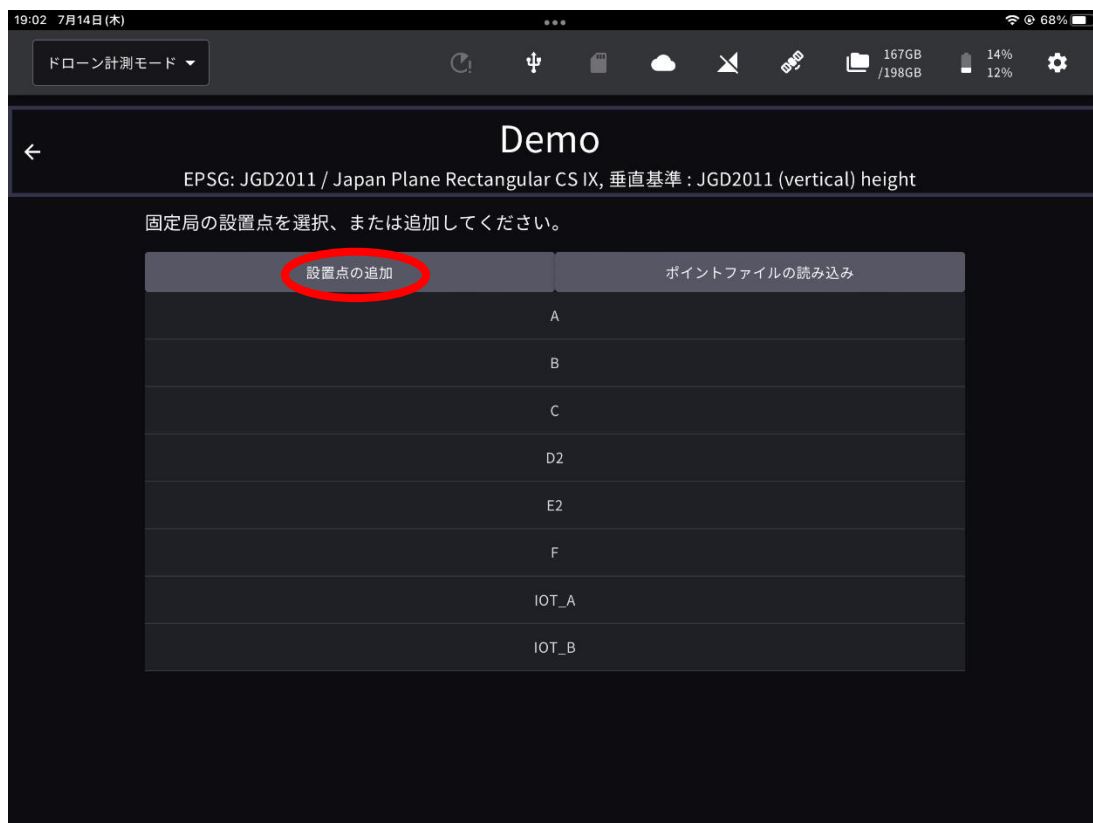 19:02 7月14日(木)
68%
ドローン計測モード
167GB
/198GB
14%
12%
Demo
EPSG: JGD2011 / Japan Plane Rectangular CS IX, 垂直基準 : JGD2011 (vertical) height
固定局の設置点を選択、または追加してください。
設置点の追加
ポイントファイルの読み込み
A
B
C
D2
E2
F
IOT_A
IOT_B